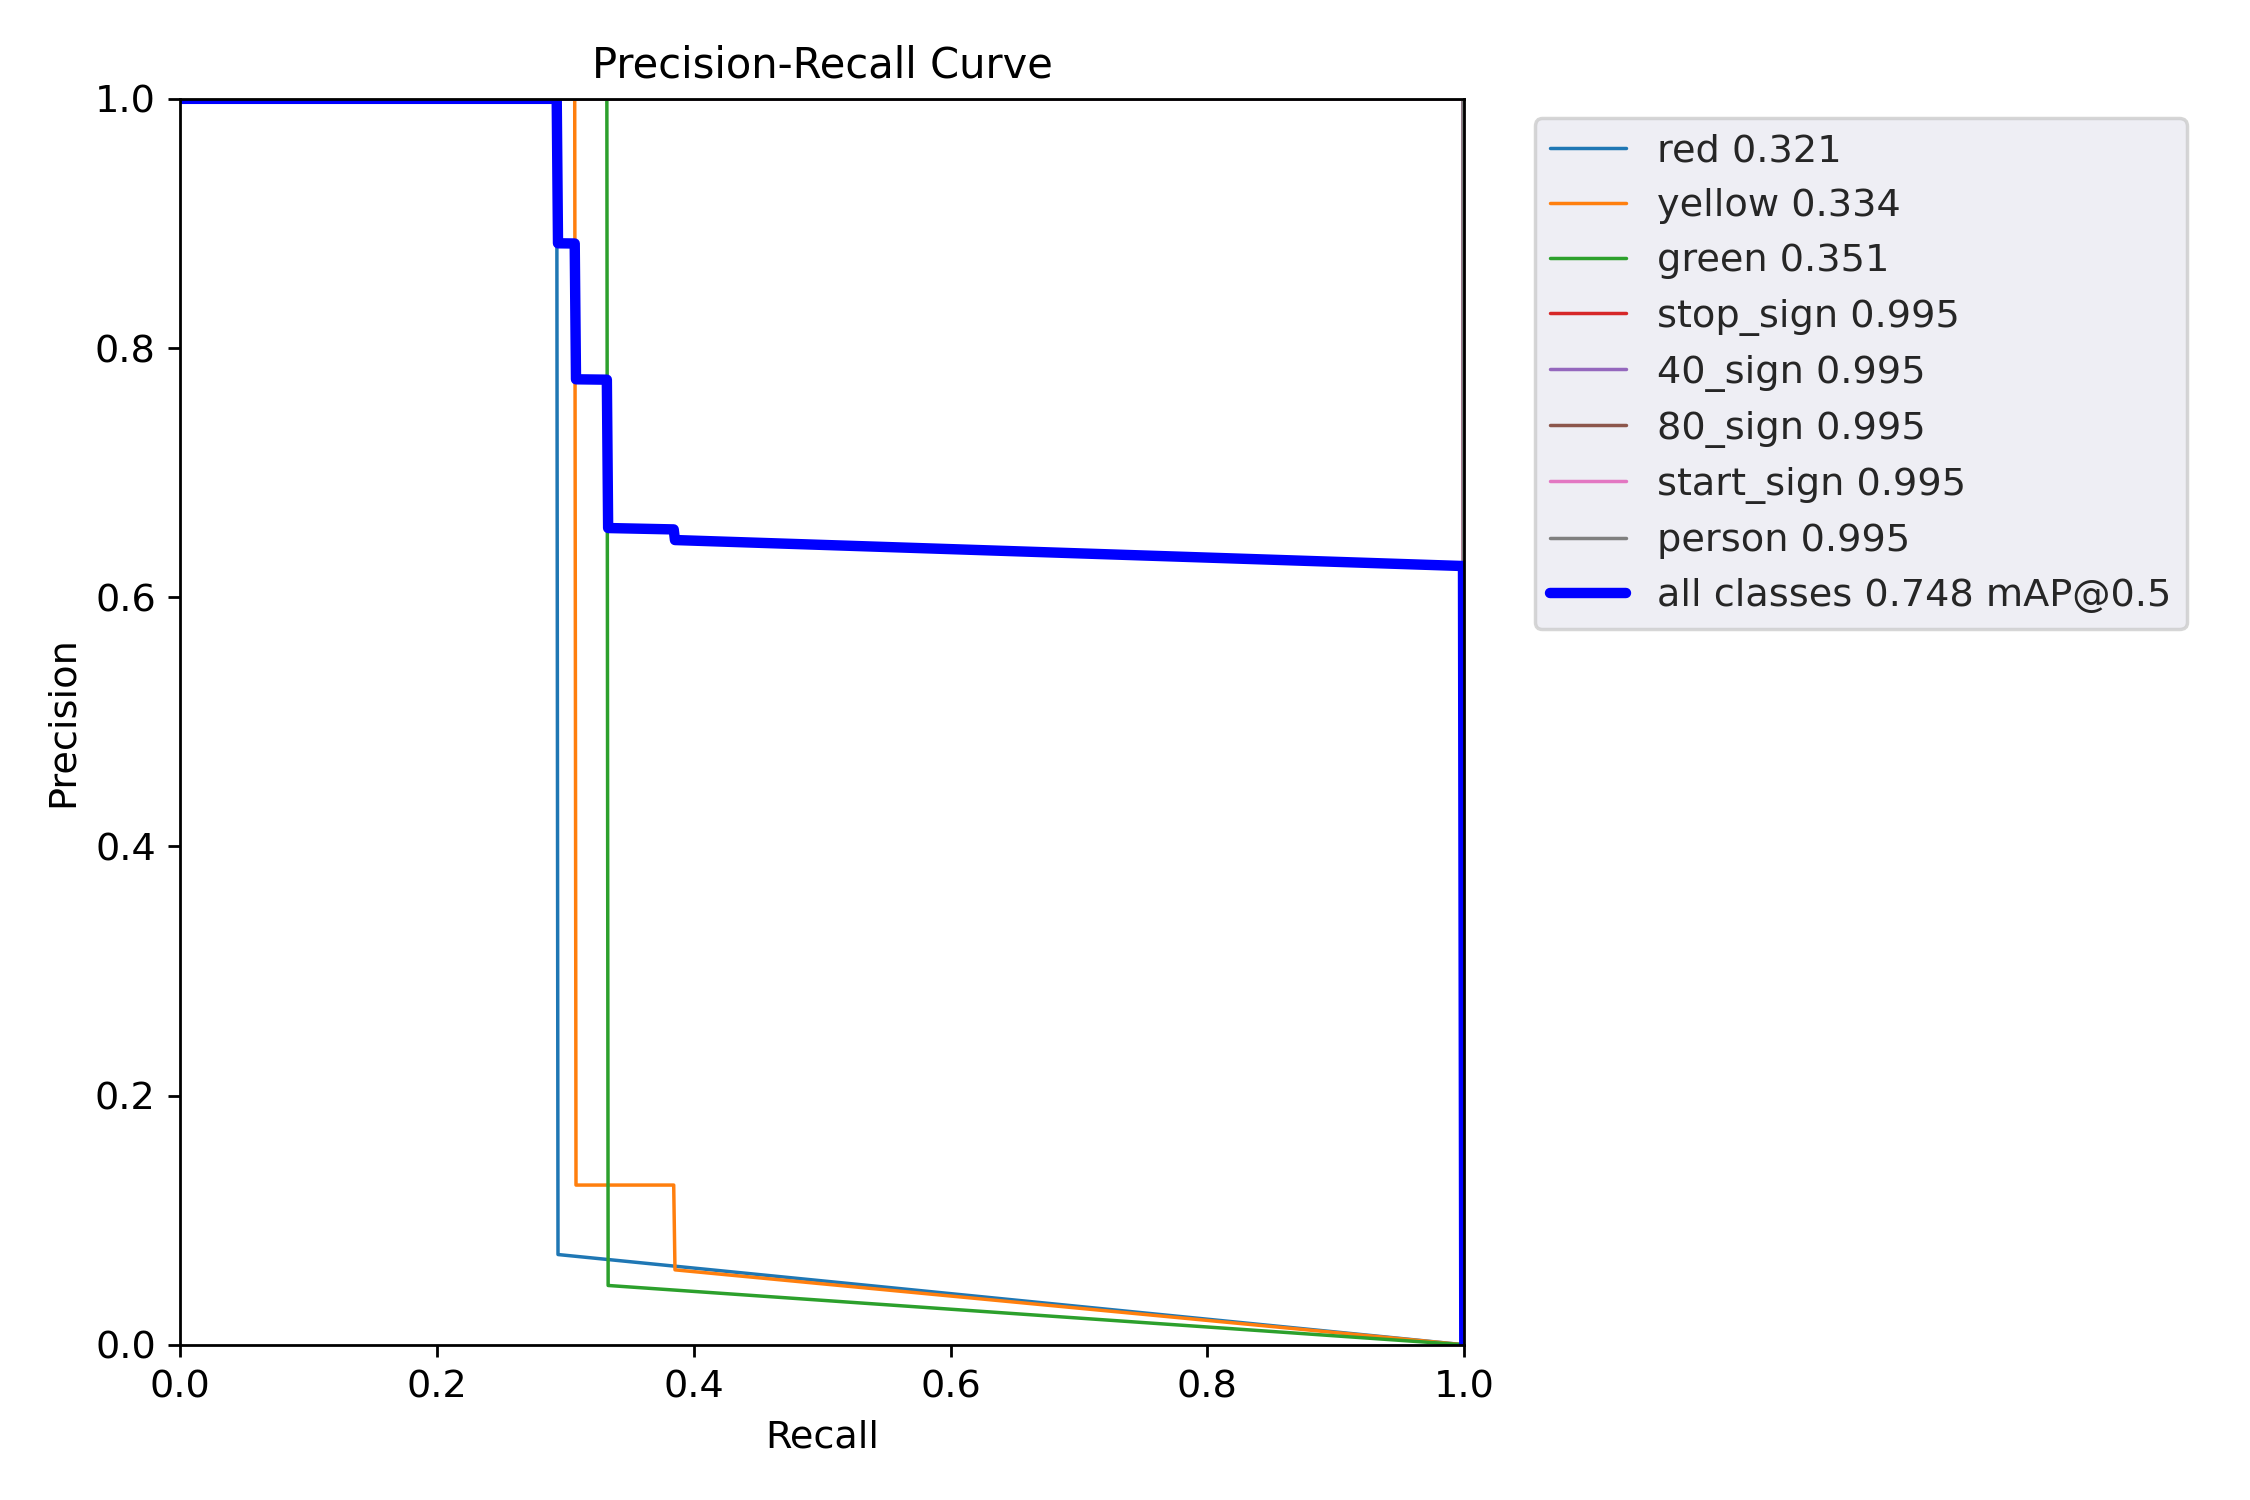 Precision-Recall Curve
1.0
0.8
0.6
0.4
0.2
0.0
Precision
0.0 0.2 0.4 0.6 0.8 1.0
Recall
red 0.321
yellow 0.334
green 0.351
stop_sign 0.995
40_sign 0.995
80_sign 0.995
start_sign 0.995
person 0.995
all classes 0.748 mAP@0.5